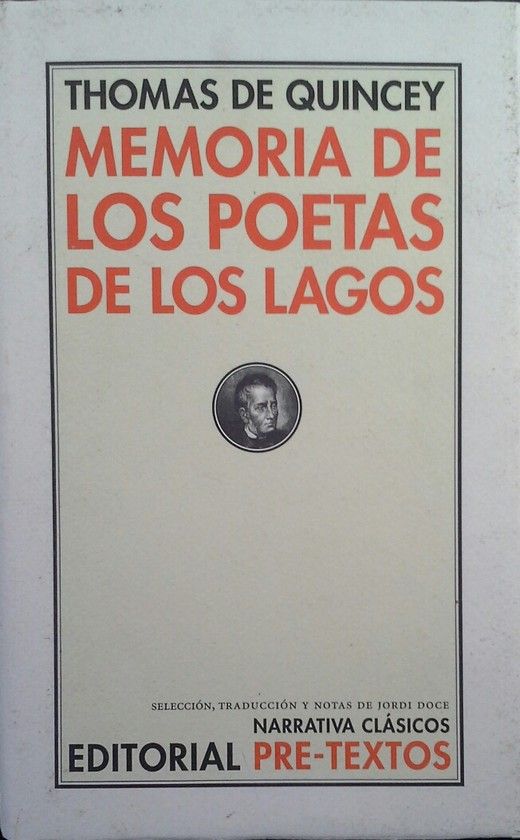 THOMAS DE QUINCEY
MEMORIA DE
LOS POETAS
DE LOS LAGOS
SELECCIÓN, TRADUCCIÓN Y NOTAS DE JORDI DOCE
NARRATIVA CLÁSICOS
EDITORIAL PRE-TEXTOS